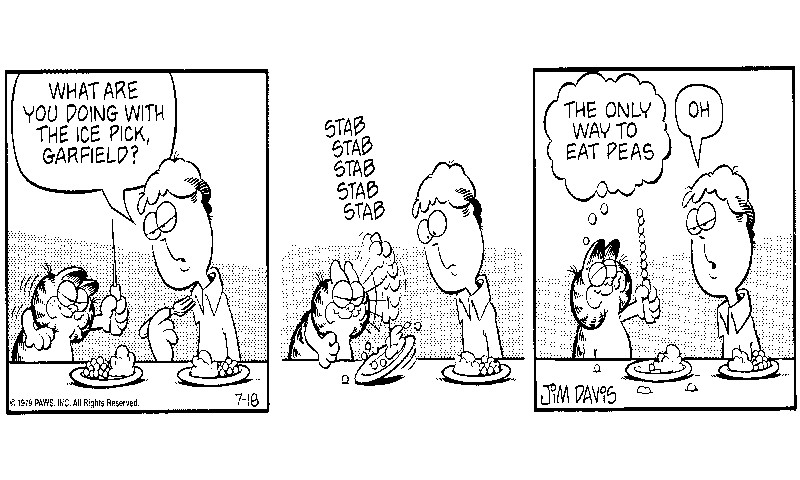 WHAT ARE
YOU DOING WITH
THE ICE PICK,
GARFIELD?
© 1979 PAWS, INC. All Rights Reserved.
7-18
STAB
STAB
STAB
STAB
STAB
THE ONLY
WAY TO
EAT PEAS
OH
JIM DAVIS